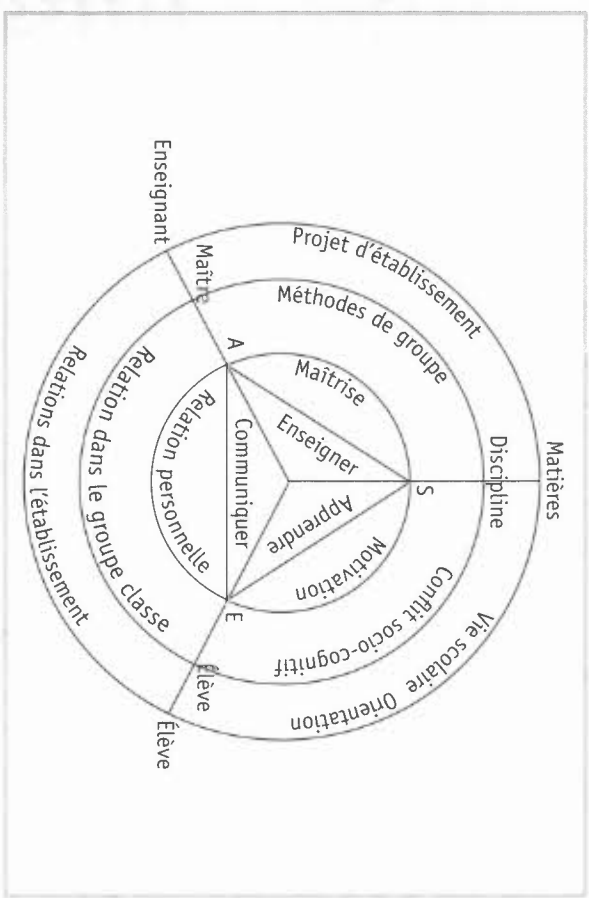 Matières
Discipline
S
Projet d'établissement
Méthodes de groupe
Maîtrise
Enseigner
Apprendre
Motivation
Conflit socio-cognitif
Vie scolaire Orientation
A
Maître
Enseignant
E
Élève
Élève
Communiquer
Relation personnelle
Relation dans le groupe classe
Relations dans l'établissement